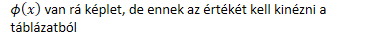 𝜙(𝑥) van rá képlet, de ennek az értékét kell kinézni a
táblázatból